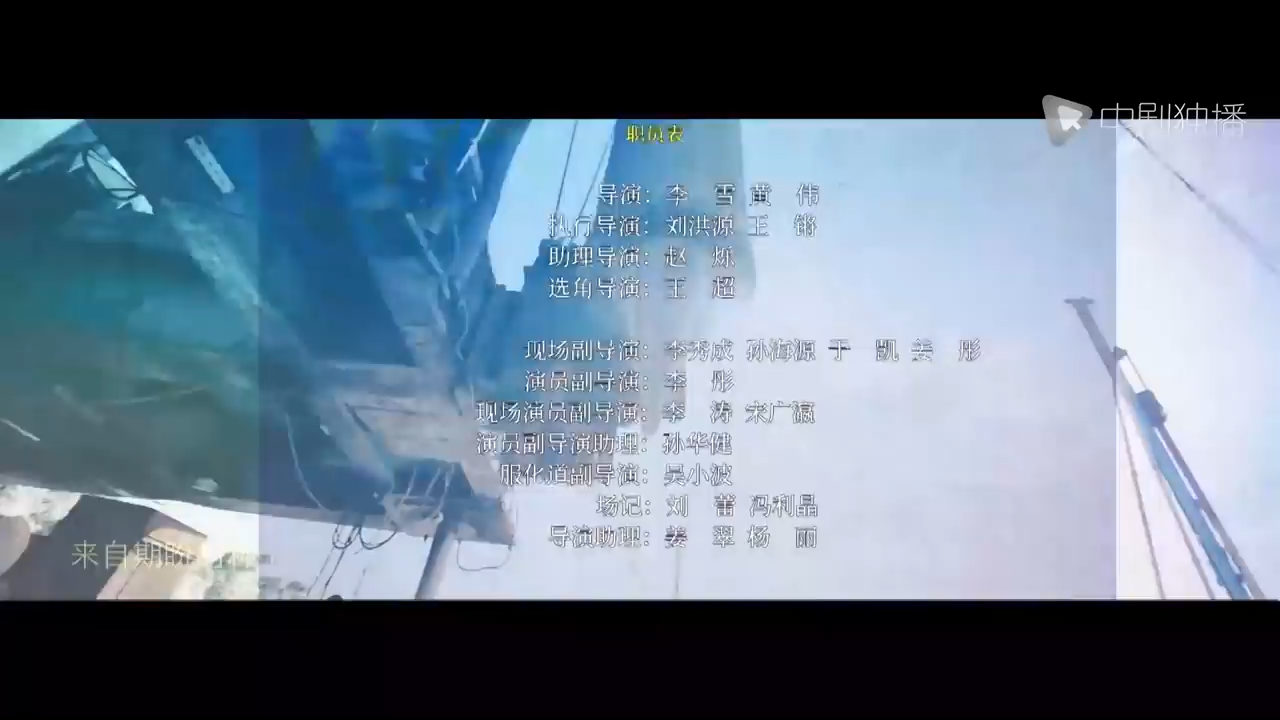 中剧独播
职员表
导演：李　雪 黄　伟
执行导演：刘洪源 王　锵
助理导演：赵　烁
选角导演：王　超
现场副导演：李秀成 孙海源 于　凯 姜　彤
演员副导演：李　彤
现场演员副导演：李　涛 宋广瀛
演员副导演助理：孙华健
服化道副导演：吴小波
场记：刘　蕾 冯利晶
导演助理：姜　翠 杨　丽
来自期盼